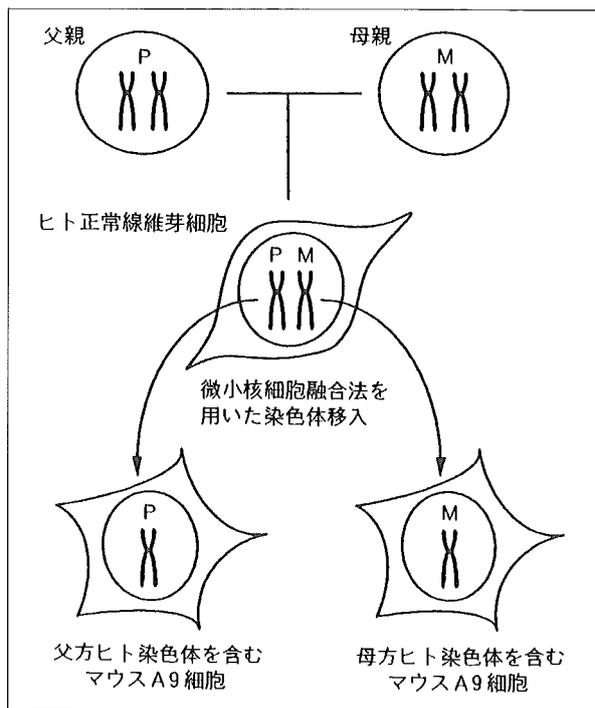 父親
P
母親
M
ヒト正常線維芽細胞
P M
微小核細胞融合法を
用いた染色体移入
P
M
父方ヒト染色体を含む
マウスA9細胞
母方ヒト染色体を含む
マウスA9細胞